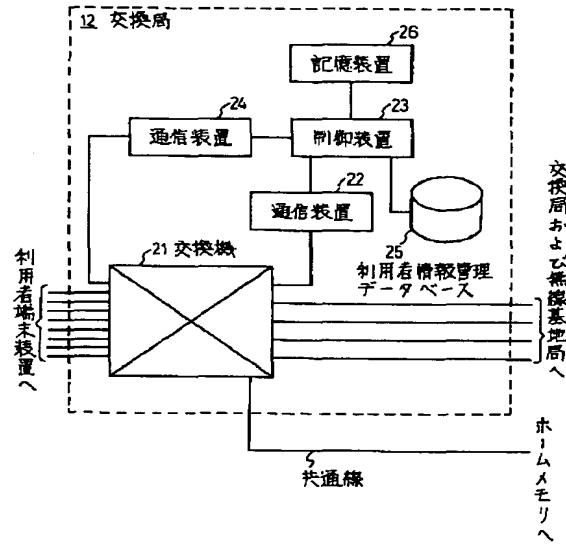 12 交換局
26
記憶装置
24
通信装置
23
制御装置
22
通信装置
25
利用者情報管理
データベース
21 交換機
利用者端末装置へ
交換局および無線基地局へ
共通線
ホームメモリへ